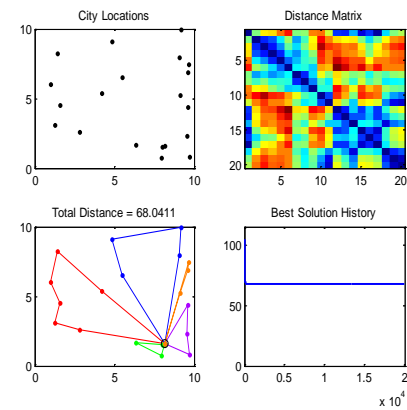 City Locations
10
5
0
0 5 10
Distance Matrix
5
10
15
20
5 10 15 20
Total Distance = 68.0411
10
5
0
0 5 10
Best Solution History
100
50
0
0 0.5 1 1.5 2
x 10^4